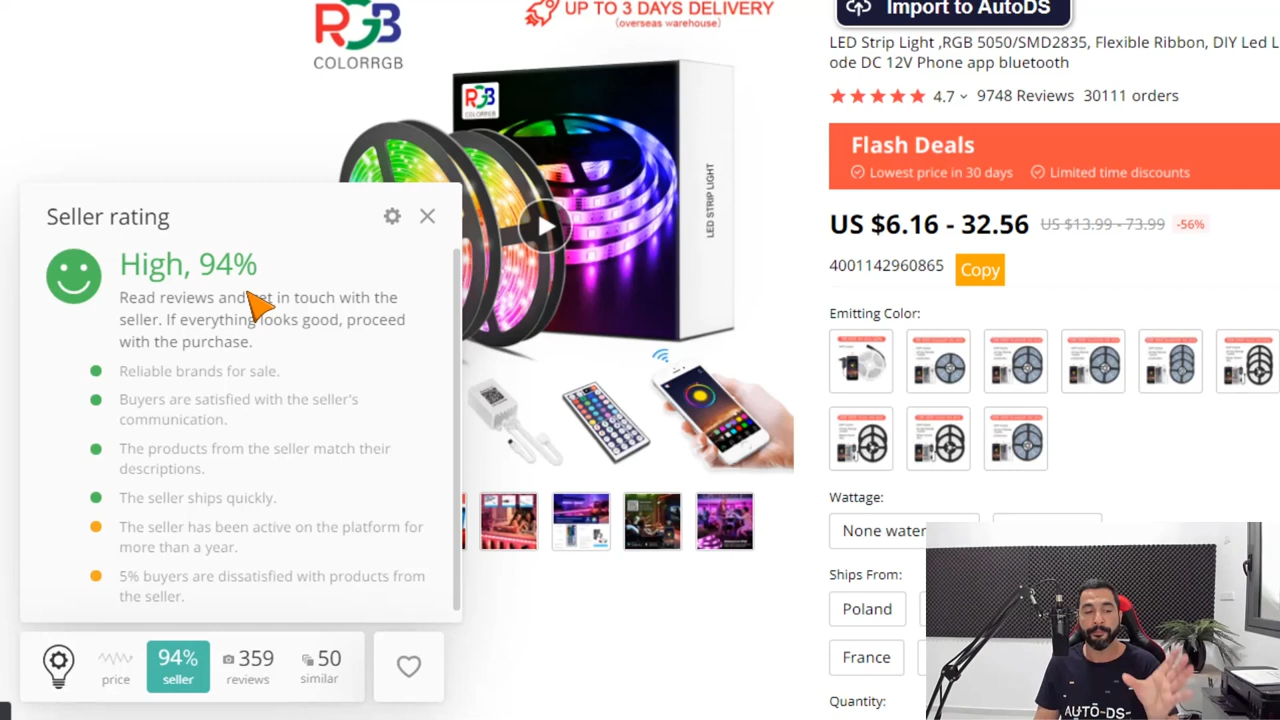 RGB
COLORRGB
UP TO 3 DAYS DELIVERY
(overseas warehouse)
RGB
COLORRGB
LED STRIP LIGHT
Import to AutoDS
LED Strip Light ,RGB 5050/SMD2835, Flexible Ribbon, DIY Led L
ode DC 12V Phone app bluetooth
4.7 9748 Reviews 30111 orders
Flash Deals
Lowest price in 30 days Limited time discounts
US $6.16 - 32.56 US $13.99 - 73.99 -56%
4001142960865 Copy
Emitting Color:
Wattage:
None water
Ships From:
Poland
France
Quantity:
Seller rating
High, 94%
Read reviews and get in touch with the
seller. If everything looks good, proceed
with the purchase.
Reliable brands for sale.
Buyers are satisfied with the seller's
communication.
The products from the seller match their
descriptions.
The seller ships quickly.
The seller has been active on the platform for
more than a year.
5% buyers are dissatisfied with products from
the seller.
price
94%
seller
359
reviews
50
similar
AUTO-DS-